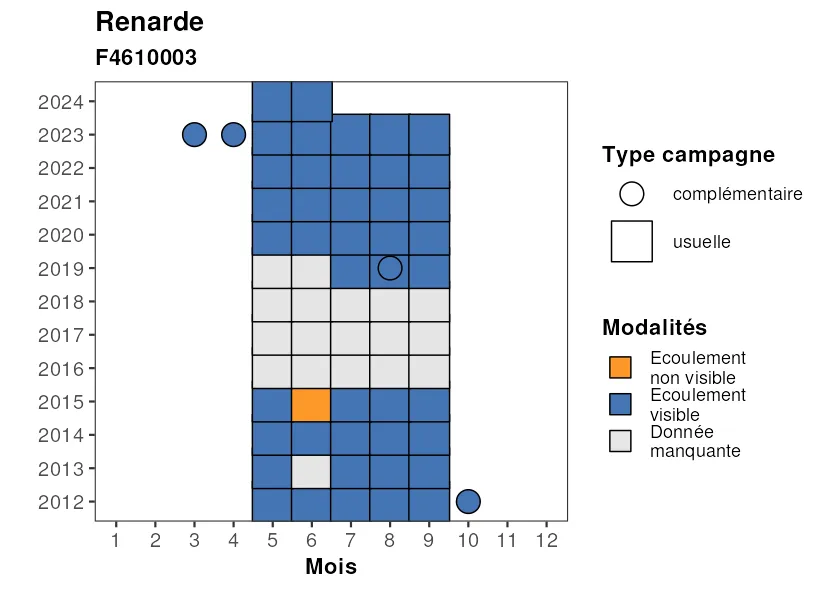 Renarde
F4610003
2024
2023
2022
2021
2020
2019
2018
2017
2016
2015
2014
2013
2012
1 2 3 4 5 6 7 8 9 10 11 12
Mois
Type campagne
complémentaire
usuelle
Modalités
Ecoulement
non visible
Ecoulement
visible
Donnée
manquante